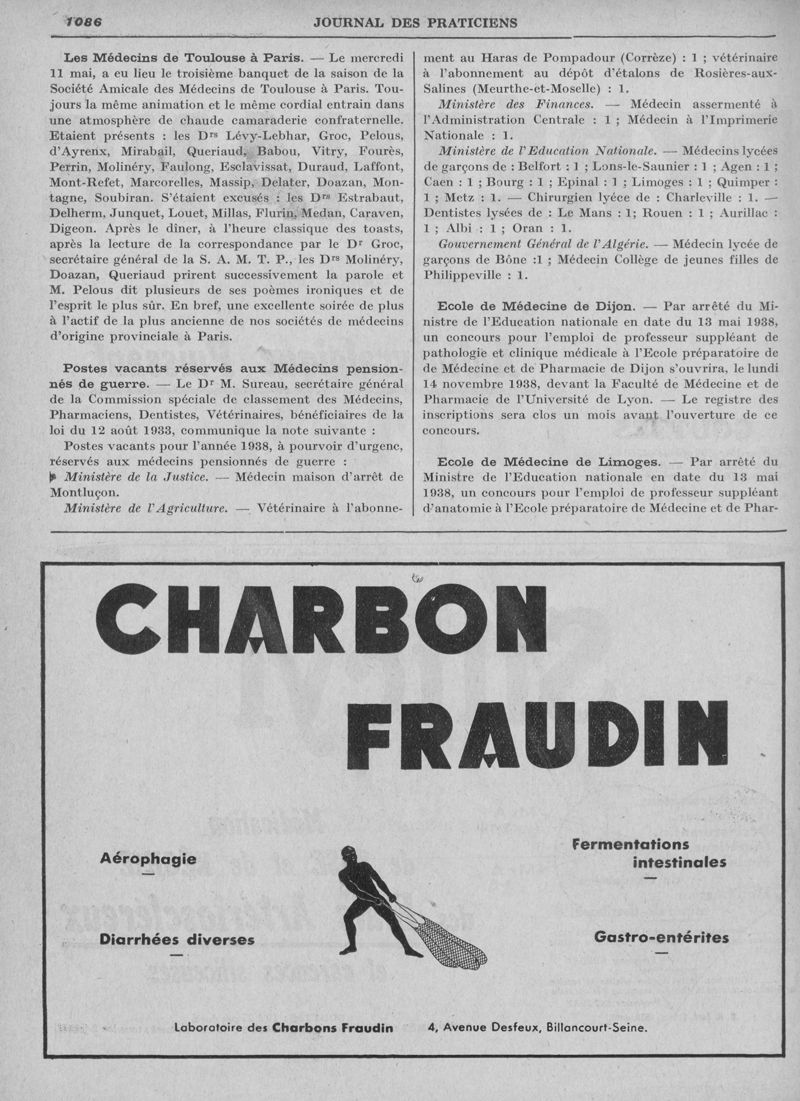 1086
JOURNAL DES PRATICIENS
Les Médecins de Toulouse à Paris. — Le mercredi
11 mai, a eu lieu le troisième banquet de la saison de la
Société Amicale des Médecins de Toulouse à Paris. Tou-
jours la même animation et le même cordial entrain dans
une atmosphère de chaude camaraderie confraternelle.
Etaient présents : les Drs Lévy-Lebhar, Groc, Pelous,
d'Ayrenx, Mirabail, Queriaud, Babou, Vitry, Fourès,
Perrin, Molinéry, Faulong, Esclavissat, Duraud, Laffont,
Mont-Refet, Marcorelles, Massip, Delater, Doazan, Mon-
tagne, Soubiran. S'étaient excusés : les Drs Estrabaut,
Delherm, Junquet, Louet, Millas, Flurin, Medan, Caraven,
Digeon. Après le dîner, à l'heure classique des toasts,
après la lecture de la correspondance par le Dr Groc,
secrétaire général de la S. A. M. T. P., les Drs Molinéry,
Doazan, Queriaud prirent successivement la parole et
M. Pelous dit plusieurs de ses poèmes ironiques et de
l'esprit le plus sûr. En bref, une excellente soirée de plus
à l'actif de la plus ancienne de nos sociétés de médecins
d'origine provinciale à Paris.
Postes vacants réservés aux Médecins pension-
nés de guerre. — Le Dr M. Sureau, secrétaire général
de la Commission spéciale de classement des Médecins,
Pharmaciens, Dentistes, Vétérinaires, bénéficiaires de la
loi du 12 août 1933, communique la note suivante :
Postes vacants pour l'année 1938, à pourvoir d'urgenc,
réservés aux médecins pensionnés de guerre :
Ministère de la Justice. — Médecin maison d'arrêt de
Montluçon.
Ministère de l'Agriculture. — Vétérinaire à l'abonne-
ment au Haras de Pompadour (Corrèze) : 1 ; vétérinaire
à l'abonnement au dépôt d'étalons de Rosières-aux-
Salines (Meurthe-et-Moselle) : 1.
Ministère des Finances. — Médecin assermenté à
l'Administration Centrale : 1 ; Médecin à l'Imprimerie
Nationale : 1.
Ministère de l'Education Nationale. — Médecins lycées
de garçons de : Belfort : 1 ; Lons-le-Saunier : 1 ; Agen : 1 ;
Caen : 1 ; Bourg : 1 ; Epinal : 1 ; Limoges : 1 ; Quimper :
1 ; Metz : 1. — Chirurgien lyéce de : Charleville : 1. —
Dentistes lysées de : Le Mans : 1; Rouen : 1 ; Aurillac :
1 ; Albi : 1 ; Oran : 1.
Gouvernement Général de l'Algérie. — Médecin lycée de
garçons de Bône :1 ; Médecin Collège de jeunes filles de
Philippeville : 1.
Ecole de Médecine de Dijon. — Par arrêté du Mi-
nistre de l'Education nationale en date du 13 mai 1938,
un concours pour l'emploi de professeur suppléant de
pathologie et clinique médicale à l'Ecole préparatoire de
de Médecine et de Pharmacie de Dijon s'ouvrira, le lundi
14 novembre 1938, devant la Faculté de Médecine et de
Pharmacie de l'Université de Lyon. — Le registre des
inscriptions sera clos un mois avant l'ouverture de ce
concours.
Ecole de Médecine de Limoges. — Par arrêté du
Ministre de l'Education nationale en date du 13 mai
1938, un concours pour l'emploi de professeur suppléant
d'anatomie à l'Ecole préparatoire de Médecine et de Phar-
CHARBON
FRAUDIN
Aérophagie
Fermentations
intestinales
Diarrhées diverses
Gastro-entérites
Laboratoire des Charbons Fraudin 4, Avenue Desfeux, Billancourt-Seine.